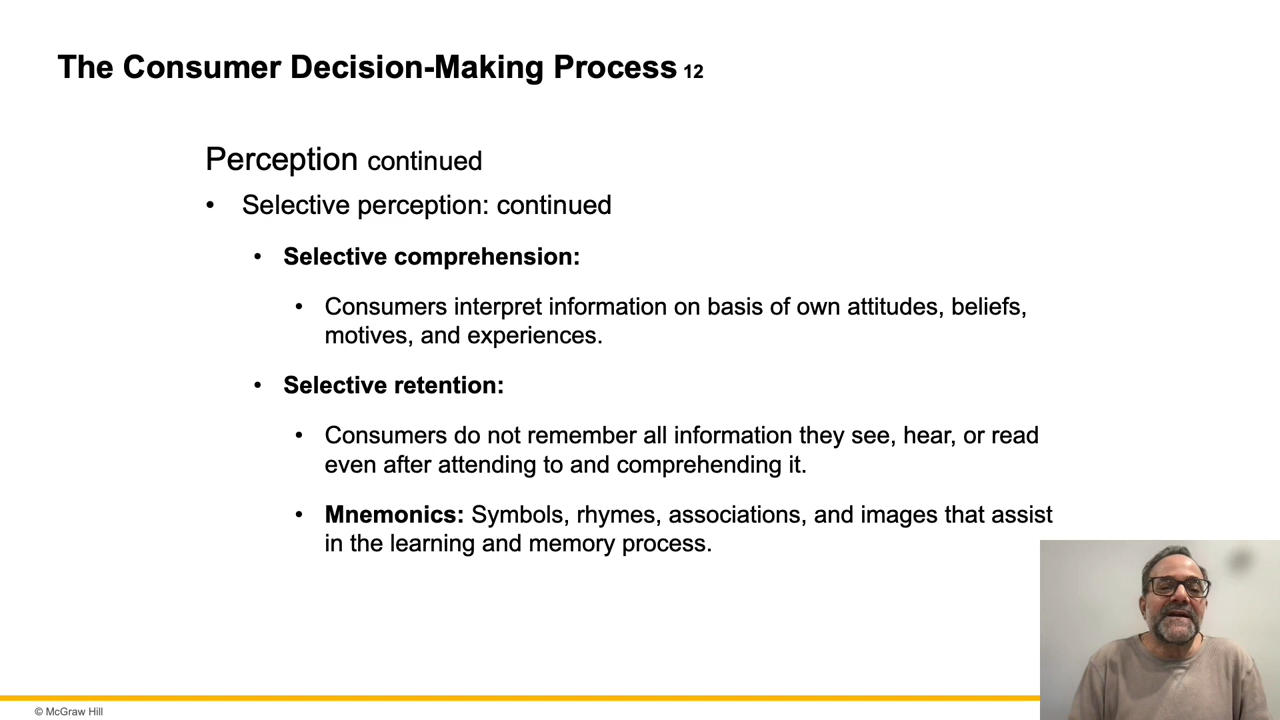 The Consumer Decision-Making Process 12
Perception continued
• Selective perception: continued
• Selective comprehension:
• Consumers interpret information on basis of own attitudes, beliefs,
motives, and experiences.
• Selective retention:
• Consumers do not remember all information they see, hear, or read
even after attending to and comprehending it.
• Mnemonics: Symbols, rhymes, associations, and images that assist
in the learning and memory process.
© McGraw Hill